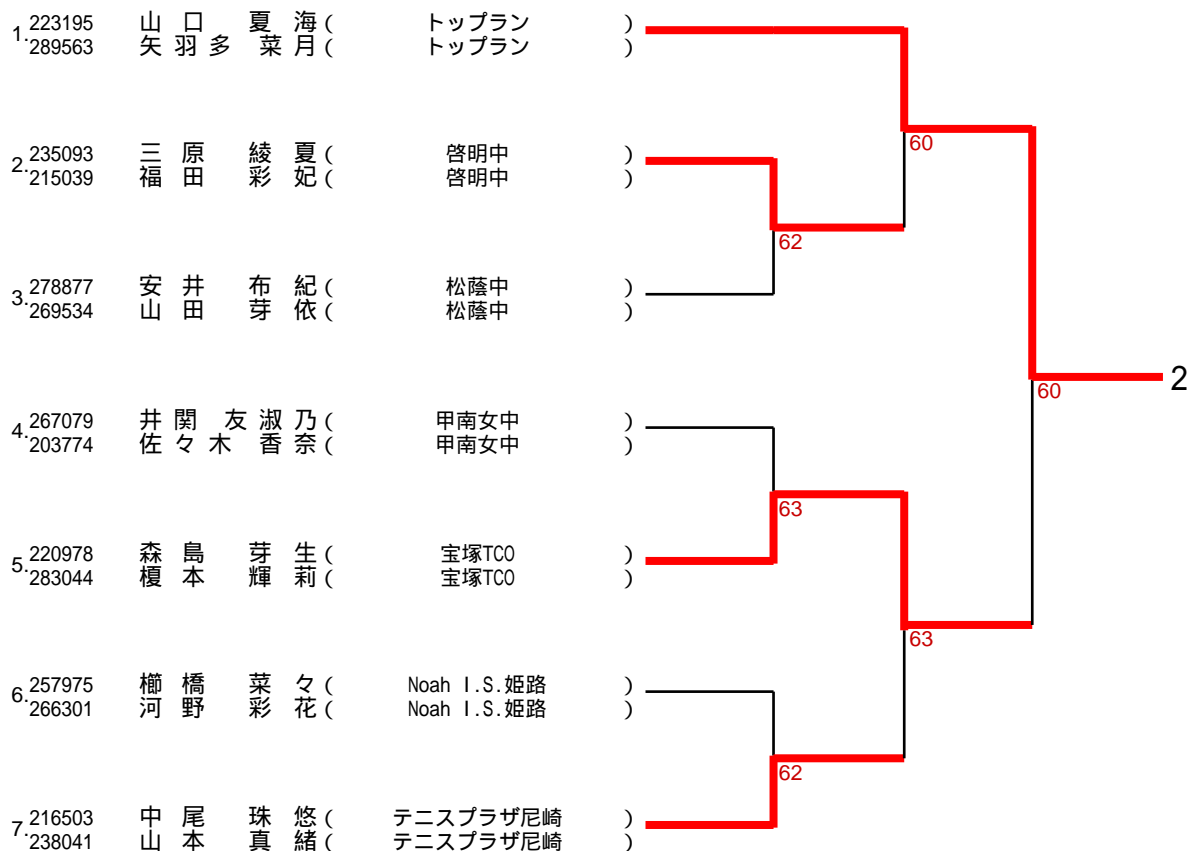 1. 223195 山口 夏海 ( トップラン )
289563 矢羽多 菜月 ( トップラン )
60
2. 235093 三原 綾夏 ( 啓明中 )
215039 福田 彩妃 ( 啓明中 )
62
3. 278877 安井 布紀 ( 松蔭中 )
269534 山田 芽依 ( 松蔭中 )
60 2
4. 267079 井関 友淑乃 ( 甲南女中 )
203774 佐々木 香奈 ( 甲南女中 )
63
5. 220978 森島 芽生 ( 宝塚TCO )
283044 榎本 輝莉 ( 宝塚TCO )
63
6. 257975 櫛橋 菜々 ( Noah I.S.姫路 )
266301 河野 彩花 ( Noah I.S.姫路 )
62
7. 216503 中尾 珠悠 ( テニスプラザ尼崎 )
238041 山本 真緒 ( テニスプラザ尼崎 )